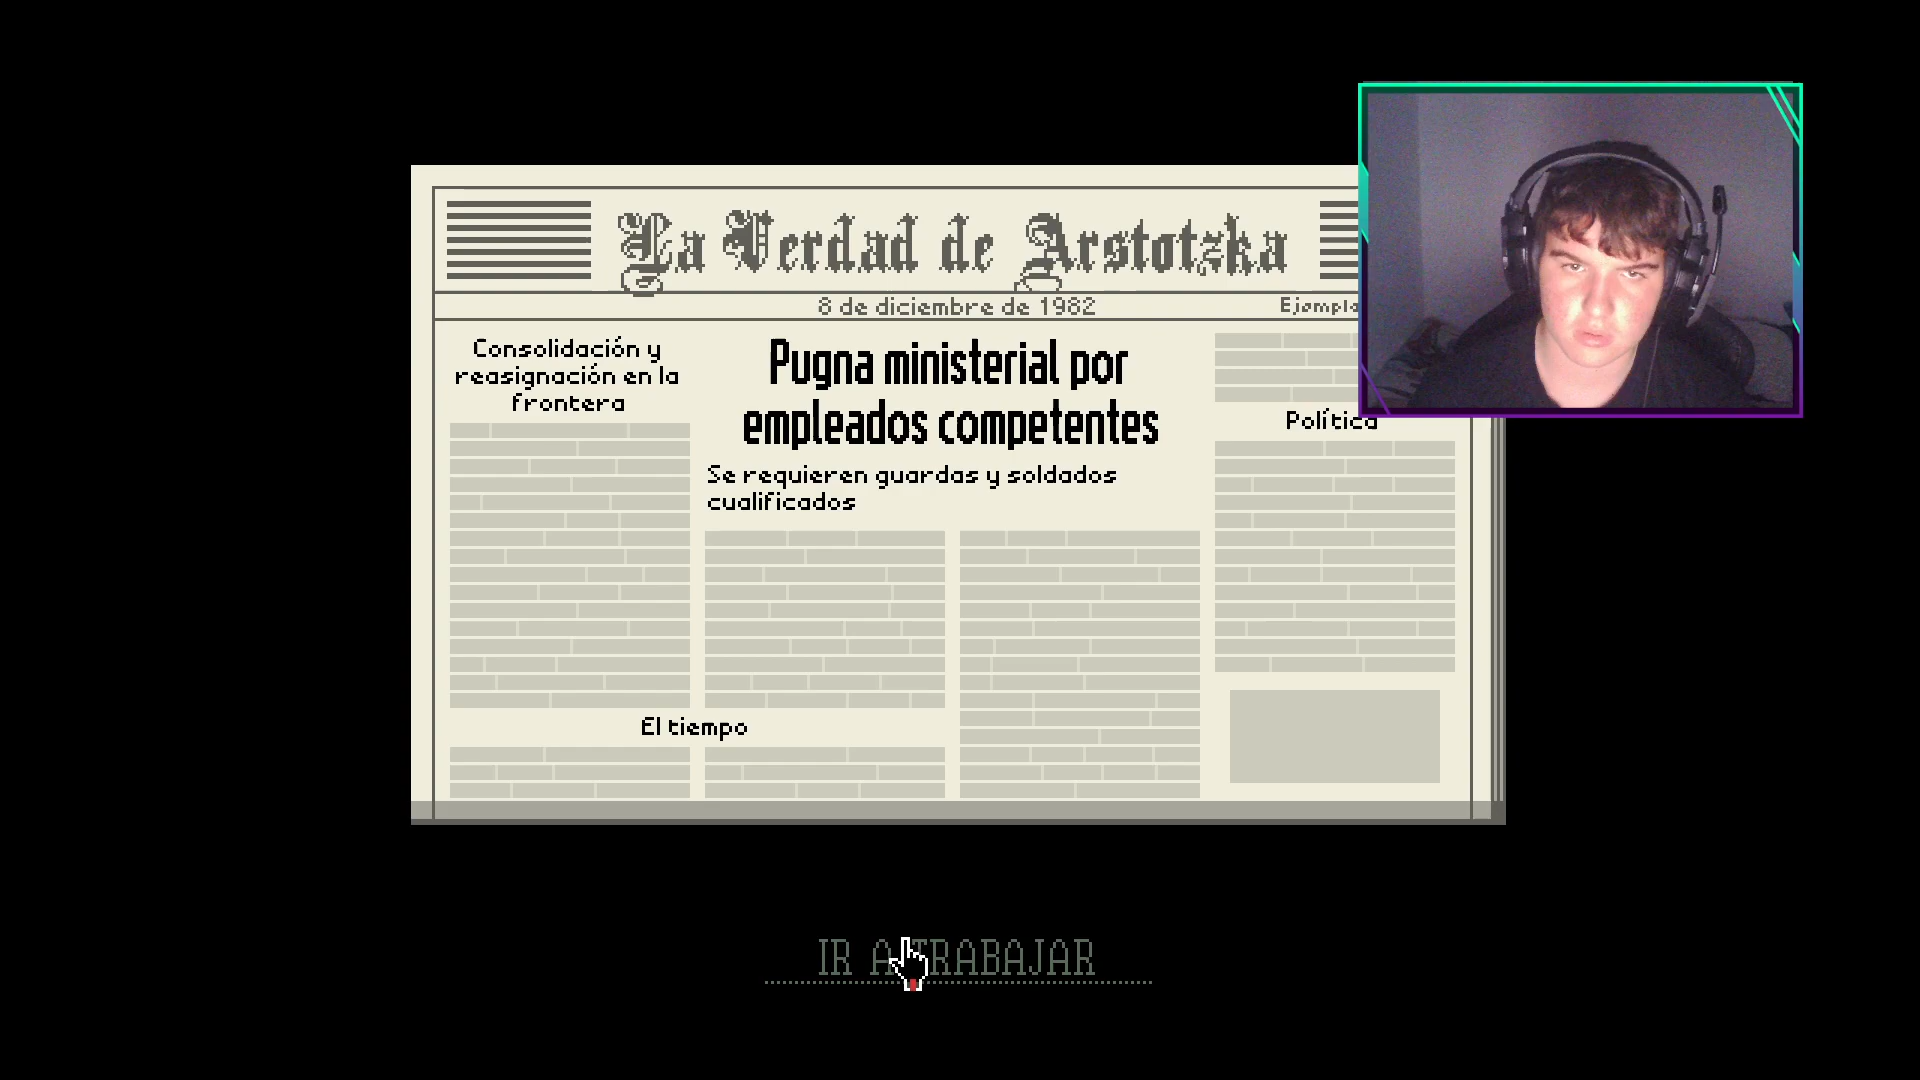 La Verdad de Arstotzka
8 de diciembre de 1982
Consolidación y
reasignación en la
frontera
Pugna ministerial por
empleados competentes
Se requieren guardas y soldados
cualificados
Política
El tiempo
IR A TRABAJAR